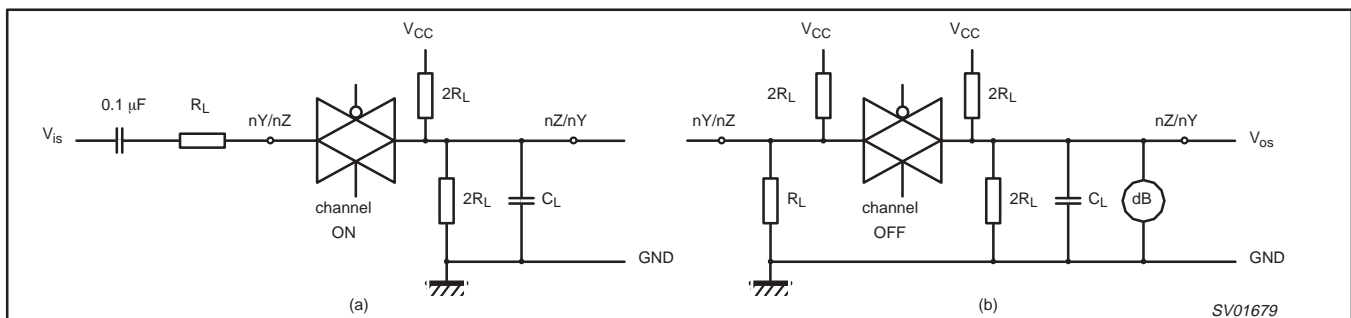 VCC
2RL
0.1 μF
RL
Vis
nY/nZ
nZ/nY
2RL
CL
channel
ON
GND
(a)
VCC
VCC
2RL
2RL
nY/nZ
nZ/nY
Vos
RL
channel
OFF
2RL
CL
dB
GND
(b)
SV01679